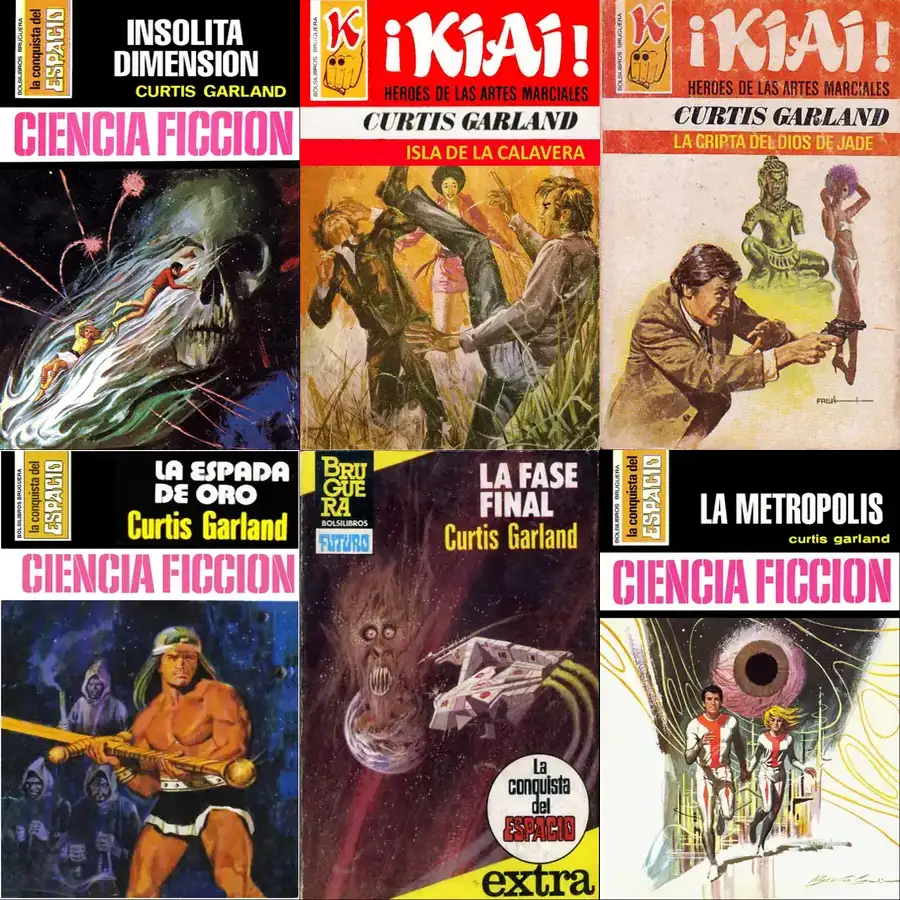 BOLSILIBROS BRUGUERA
la conquista del
ESPACIO
INSOLITA
DIMENSION
CURTIS GARLAND
CIENCIA FICCION
BOLSILIBROS BRUGUERA
K
¡KIAI!
HEROES DE LAS ARTES MARCIALES
CURTIS GARLAND
ISLA DE LA CALAVERA
BOLSILIBROS BRUGUERA
K
¡KIAI!
HEROES DE LAS ARTES MARCIALES
CURTIS GARLAND
LA CRIPTA DEL DIOS DE JADE
BOLSILIBROS BRUGUERA
la conquista del
ESPACIO
LA ESPADA
DE ORO
Curtis Garland
CIENCIA FICCION
BRU
GUE
RA
BOLSILIBROS
FUTURO
LA FASE
FINAL
Curtis Garland
La
conquista
del
ESPACIO
extra
BOLSILIBROS BRUGUERA
la conquista del
ESPACIO
LA METROPOLIS
curtis garland
CIENCIA FICCION